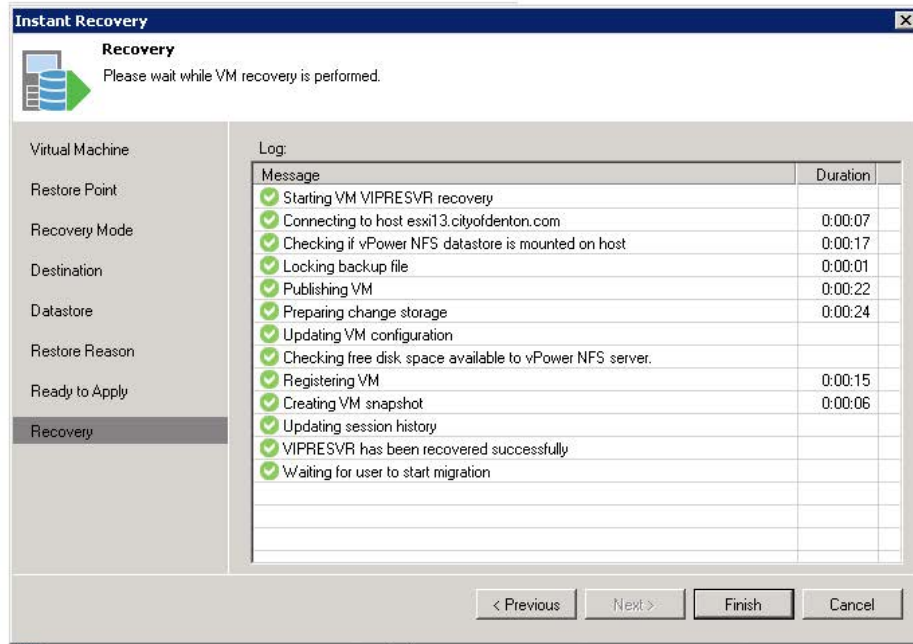 Instant Recovery
Recovery
Please wait while VM recovery is performed.
Virtual Machine
Restore Point
Recovery Mode
Destination
Datastore
Restore Reason
Ready to Apply
Recovery
Log:
Message Duration
Starting VM VIPRESVR recovery
Connecting to host esxi13.cityofdenton.com 0:00:07
Checking if vPower NFS datastore is mounted on host 0:00:17
Locking backup file 0:00:01
Publishing VM 0:00:22
Preparing change storage 0:00:24
Updating VM configuration
Checking free disk space available to vPower NFS server.
Registering VM 0:00:15
Creating VM snapshot 0:00:06
Updating session history
VIPRESVR has been recovered successfully
Waiting for user to start migration
< Previous Next > Finish Cancel